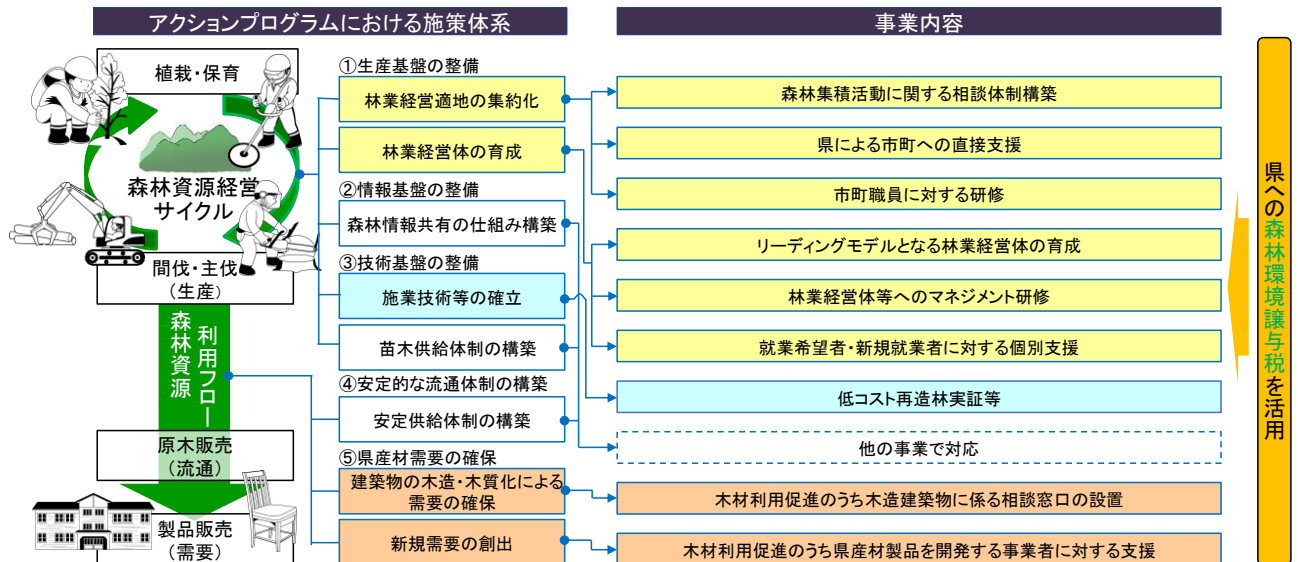 アクションプログラムにおける施策体系
事業内容
植栽・保育
森林資源経営
サイクル
間伐・主伐
(生産)
森林資源
利用フロー
原木販売
(流通)
製品販売
(需要)
①生産基盤の整備
林業経営適地の集約化
林業経営体の育成
②情報基盤の整備
森林情報共有の仕組み構築
③技術基盤の整備
施業技術等の確立
苗木供給体制の構築
④安定的な流通体制の構築
安定供給体制の構築
⑤県産材需要の確保
建築物の木造・木質化による
需要の確保
新規需要の創出
森林集積活動に関する相談体制構築
県による市町への直接支援
市町職員に対する研修
リーディングモデルとなる林業経営体の育成
林業経営体等へのマネジメント研修
就業希望者・新規就業者に対する個別支援
低コスト再造林実証等
他の事業で対応
木材利用促進のうち木造建築物に係る相談窓口の設置
木材利用促進のうち県産材製品を開発する事業者に対する支援
県への森林環境譲与税を活用